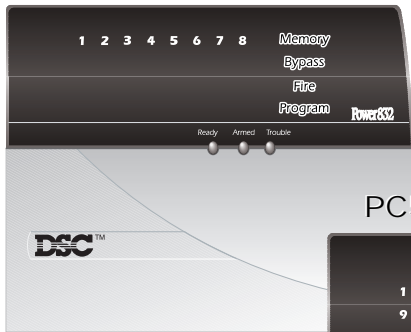 1 2 3 4 5 6 7 8 Memory
Bypass
Fire
Program Power832
Ready Armed Trouble
PC
DSC™
1
9